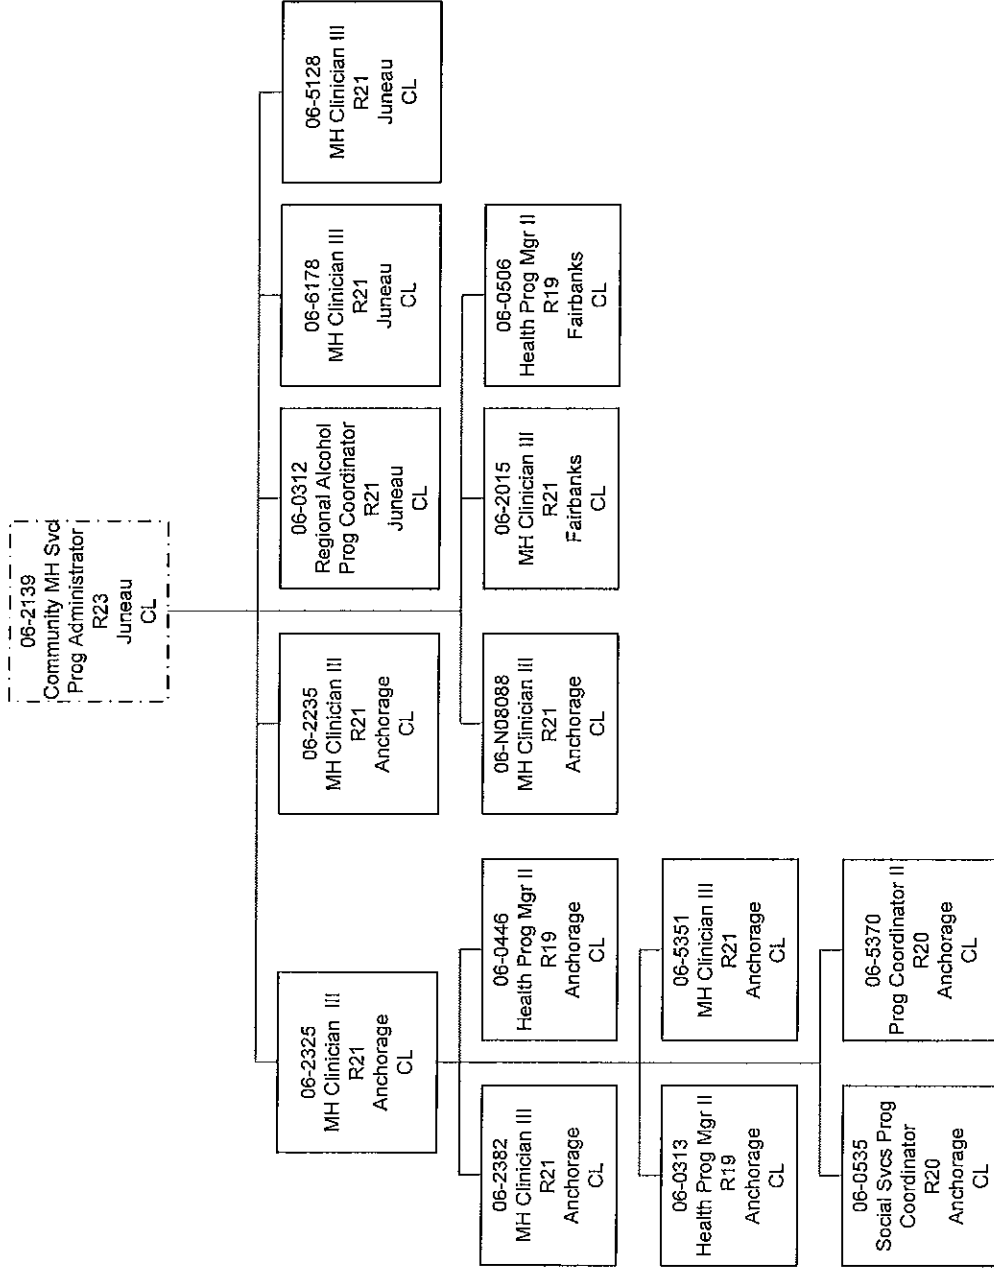 06-2139
Community MH Svcs
Prog Administrator
R23
Juneau
CL
06-2325
MH Clinician III
R21
Anchorage
CL
06-2235
MH Clinician III
R21
Anchorage
CL
06-0312
Regional Alcohol
Prog Coordinator
R21
Juneau
CL
06-6178
MH Clinician III
R21
Juneau
CL
06-5128
MH Clinician III
R21
Juneau
CL
06-2382
MH Clinician III
R21
Anchorage
CL
06-0446
Health Prog Mgr II
R19
Anchorage
CL
06-N08088
MH Clinician III
R21
Anchorage
CL
06-2015
MH Clinician III
R21
Fairbanks
CL
06-0506
Health Prog Mgr II
R19
Fairbanks
CL
06-0313
Health Prog Mgr II
R19
Anchorage
CL
06-5351
MH Clinician III
R21
Anchorage
CL
06-0535
Social Svcs Prog
Coordinator
R20
Anchorage
CL
06-5370
Prog Coordinator II
R20
Anchorage
CL